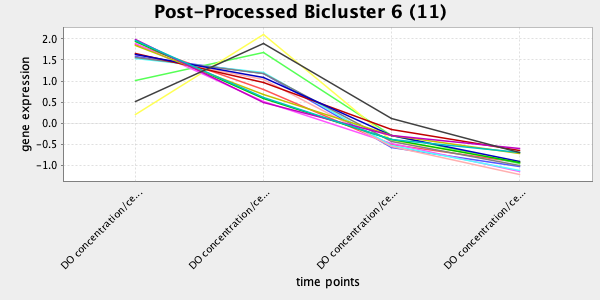 Post-Processed Bicluster 6 (11)
gene expression
2.0
1.5
1.0
0.5
0.0
-0.5
-1.0
DO concentration/ce...
DO concentration/ce...
DO concentration/ce...
DO concentration/ce...
time points